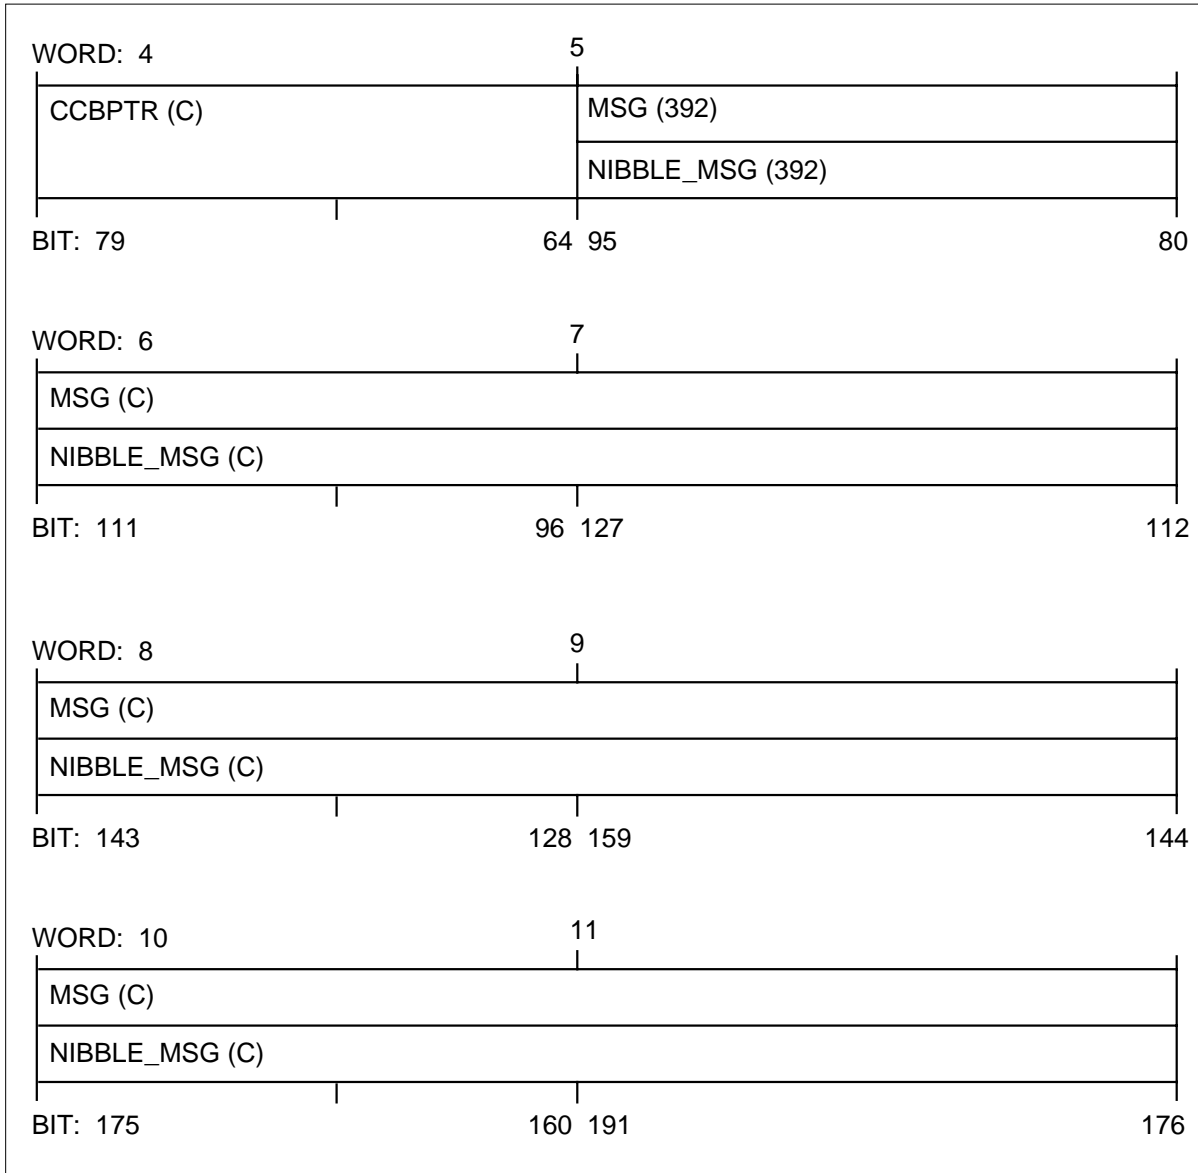 WORD: 4 5
CCBPTR (C) MSG (392)
NIBBLE_MSG (392)
BIT: 79 64 95 80
WORD: 6 7
MSG (C)
NIBBLE_MSG (C)
BIT: 111 96 127 112
WORD: 8 9
MSG (C)
NIBBLE_MSG (C)
BIT: 143 128 159 144
WORD: 10 11
MSG (C)
NIBBLE_MSG (C)
BIT: 175 160 191 176